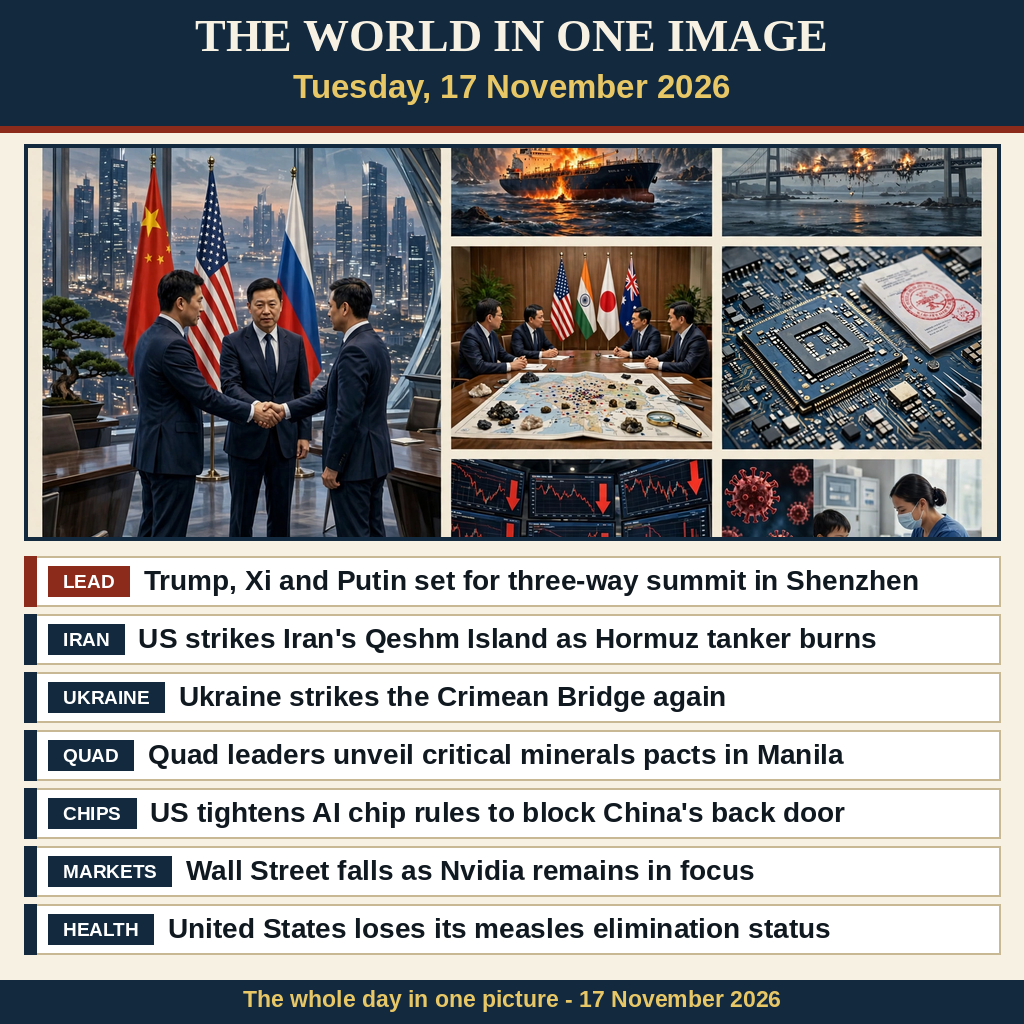 THE WORLD IN ONE IMAGE
Tuesday, 17 November 2026
LEAD Trump, Xi and Putin set for three-way summit in Shenzhen
IRAN US strikes Iran's Qeshm Island as Hormuz tanker burns
UKRAINE Ukraine strikes the Crimean Bridge again
QUAD Quad leaders unveil critical minerals pacts in Manila
CHIPS US tightens AI chip rules to block China's back door
MARKETS Wall Street falls as Nvidia remains in focus
HEALTH United States loses its measles elimination status
The whole day in one picture - 17 November 2026